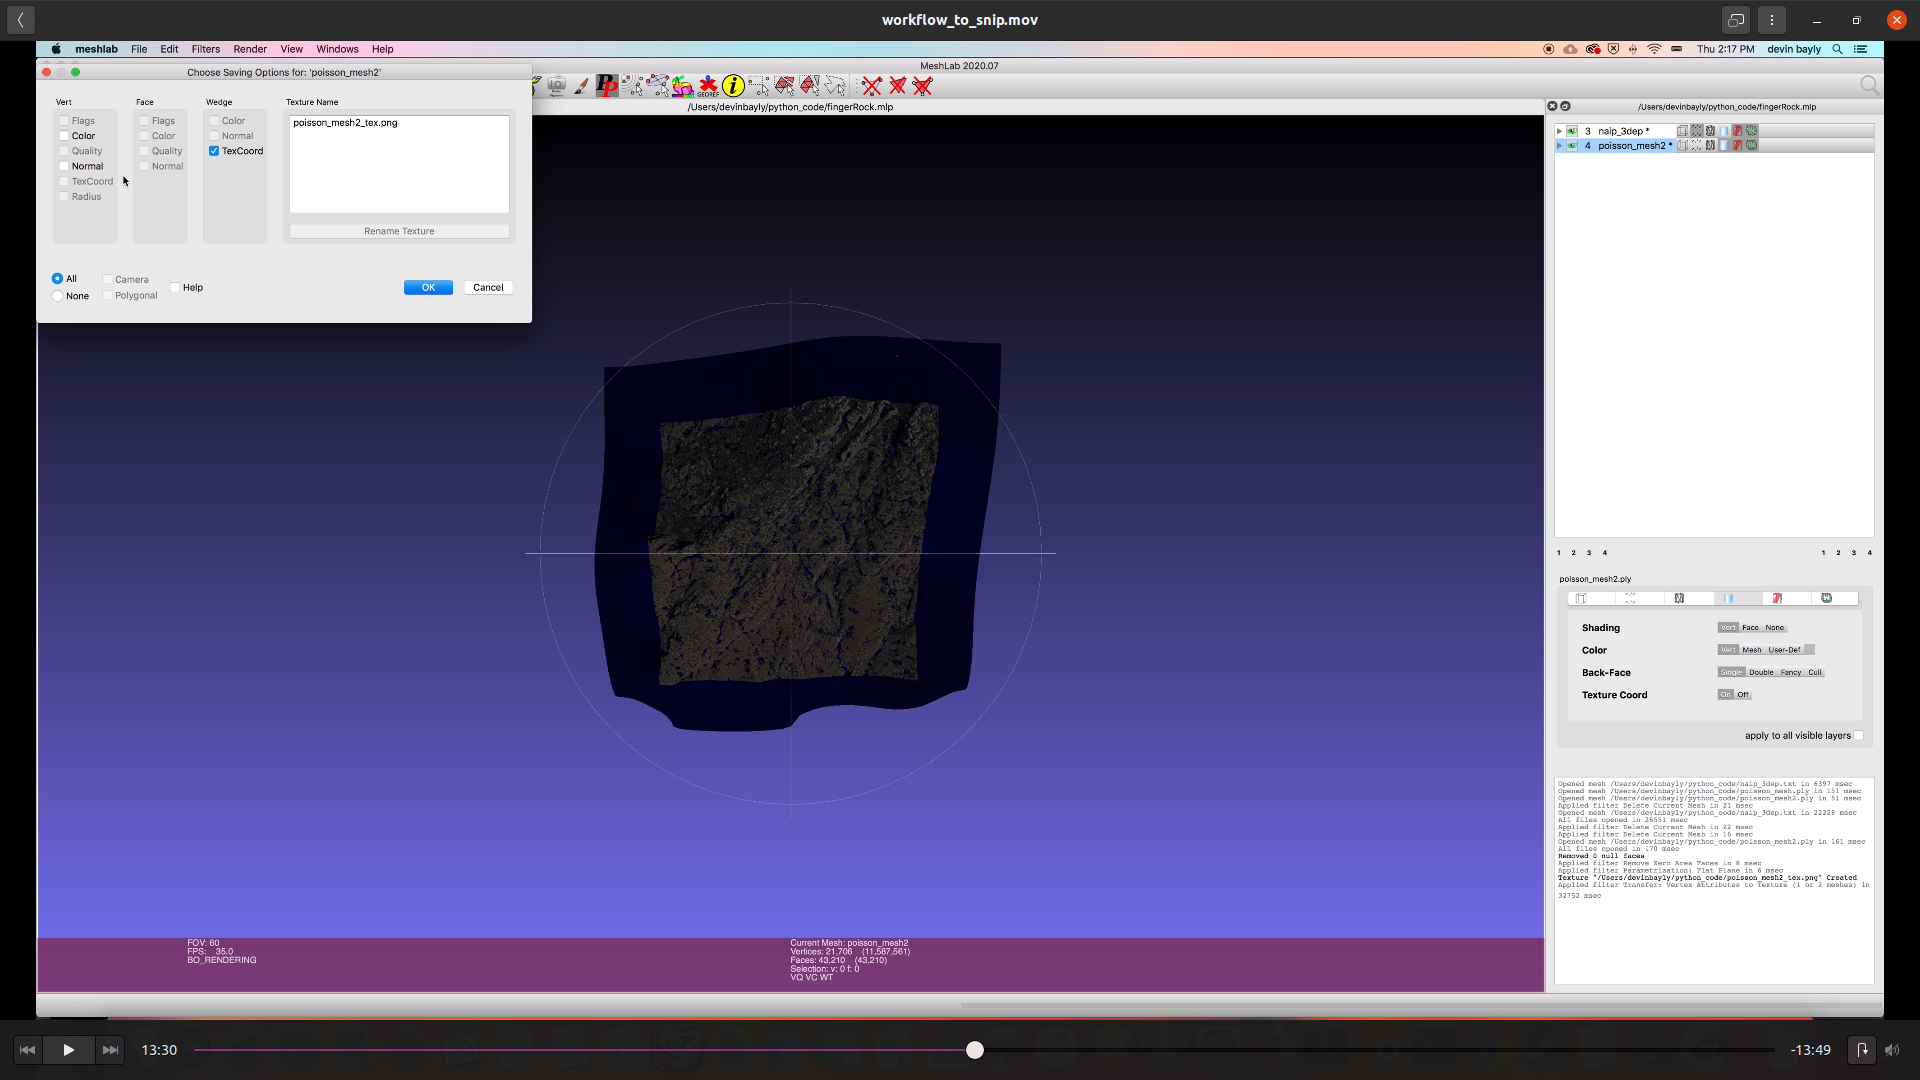 workflow_to_snip.mov
meshlab File Edit Filters Render View Windows Help
Thu 2:17 PM devin bayly
MeshLab 2020.07
Choose Saving Options for: 'poisson_mesh2'
/Users/devinbayly/python_code/fingerRock.mlp
Vert Face Wedge Texture Name
Flags Flags Color
Color Color Normal
Quality Quality TexCoord
Normal Normal
TexCoord
Radius
poisson_mesh2_tex.png
Rename Texture
All Camera
None Polygonal
Help
OK Cancel
GEOREF
/Users/devinbayly/python_code/fingerRock.mlp
3 naip_3dep *
4 poisson_mesh2 *
1 2 3 4 1 2 3 4
poisson_mesh2.ply
Shading Vert Face None
Color Vert Mesh User-Def
Back-Face Single Double Fancy Cull
Texture Coord On Off
apply to all visible layers
Opened mesh /Users/devinbayly/python_code/naip_3dep.txt in 6397 msec
Opened mesh /Users/devinbayly/python_code/poisson_mesh.ply in 151 msec
Opened mesh /Users/devinbayly/python_code/poisson_mesh2.ply in 51 msec
Applied filter Delete Current Mesh in 21 msec
Opened mesh /Users/devinbayly/python_code/naip_3dep.txt in 22228 msec
All files opened in 26551 msec
Applied filter Delete Current Mesh in 22 msec
Applied filter Delete Current Mesh in 16 msec
Opened mesh /Users/devinbayly/python_code/poisson_mesh2.ply in 161 msec
All files opened in 170 msec
Removed 0 null faces
Applied filter Remove Zero Area Faces in 8 msec
Applied filter Parametrization: Flat Plane in 6 msec
Texture "/Users/devinbayly/python_code/poisson_mesh2_tex.png" Created
Applied filter Transfer: Vertex Attributes to Texture (1 or 2 meshes) in
32752 msec
FOV: 60
FPS: 35.0
BO_RENDERING
Current Mesh: poisson_mesh2
Vertices: 21,706 (11,587,561)
Faces: 43,210 (43,210)
Selection: v: 0 f: 0
VQ VC WT
13:30 -13:49